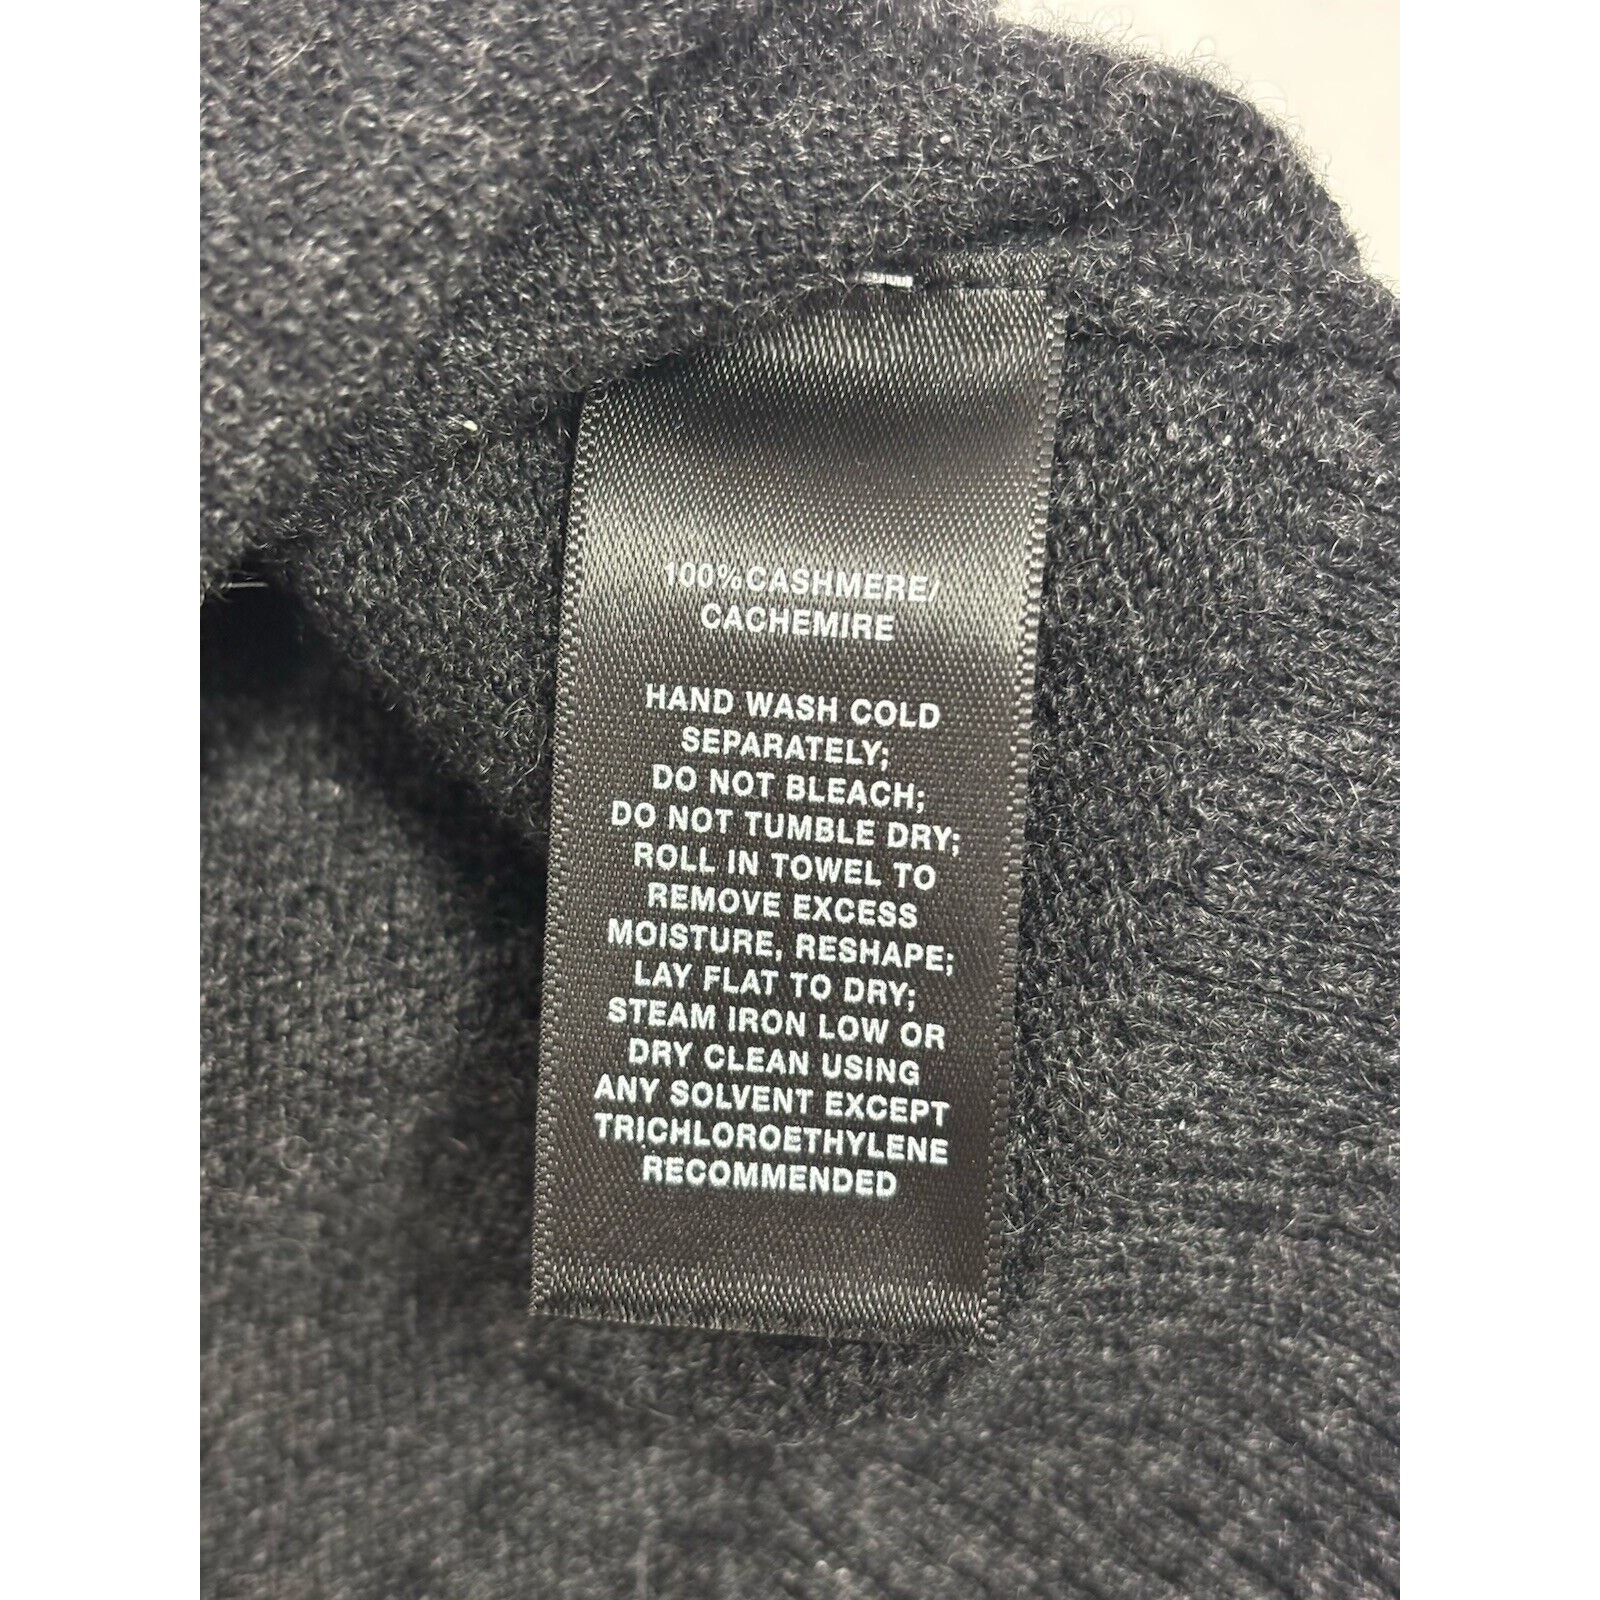 100%CASHMERE/
CACHEMIRE
HAND WASH COLD
SEPARATELY;
DO NOT BLEACH;
DO NOT TUMBLE DRY;
ROLL IN TOWEL TO
REMOVE EXCESS
MOISTURE, RESHAPE;
LAY FLAT TO DRY;
STEAM IRON LOW OR
DRY CLEAN USING
ANY SOLVENT EXCEPT
TRICHLOROETHYLENE
RECOMMENDED